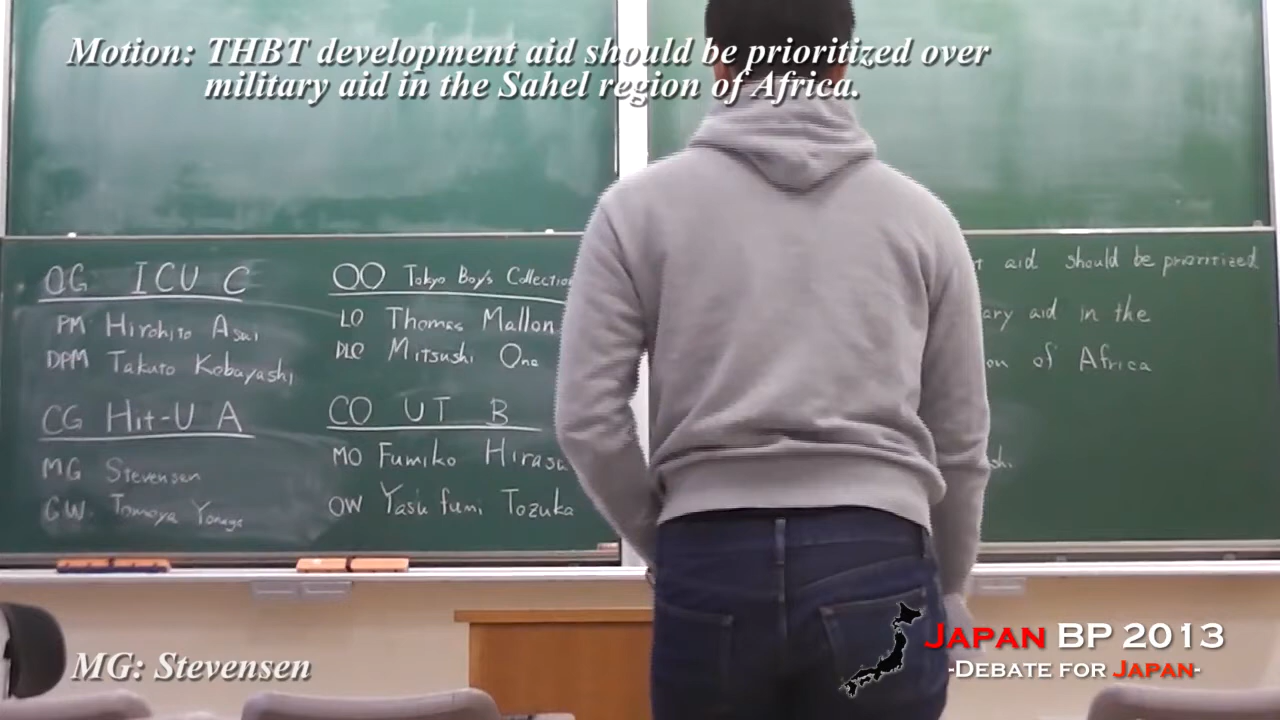 Motion: THBT development aid should be prioritized over
military aid in the Sahel region of Africa.
OG ICU C
PM Hirohito Asai
DPM Takuto Kobayashi
OO Tokyo Boy's Collection
LO Thomas Mallon
DLO Mitsushi Ono
CG Hit-U A
MG Stevensen
GW Tomoya Yonaga
CO UT B
MO Fumiko Hirasa
OW Yasufumi Tozuka
aid should be prioritized
ary aid in the
on of Africa
sh.
MG: Stevensen
JAPAN BP 2013
-DEBATE FOR JAPAN-